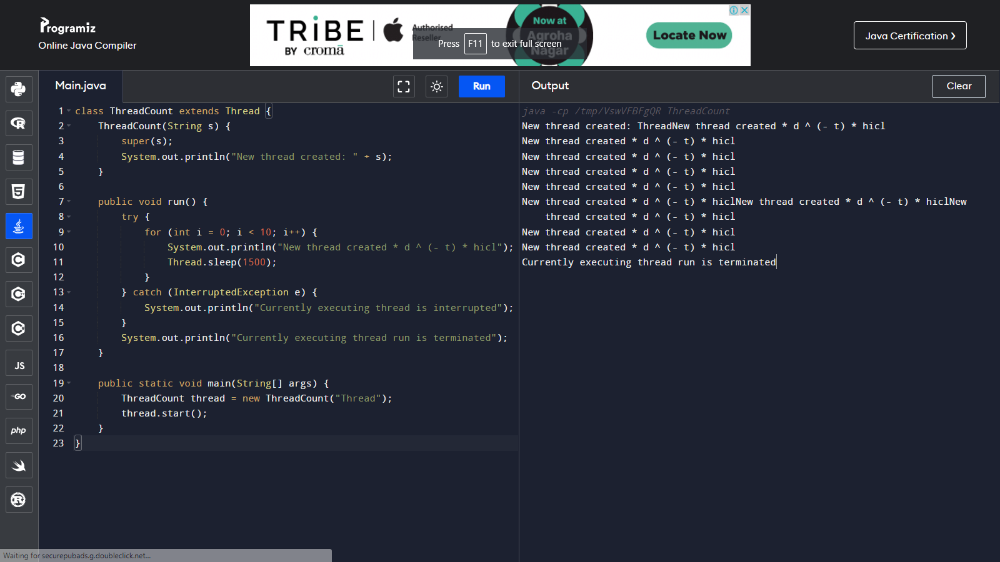 Programiz
Online Java Compiler
TRiBE
BY cromā
Authorised
Reseller
Now at
Agroha
Nagar
Locate Now
Press F11 to exit full screen
Java Certification ❯
Main.java
Run
Output
Clear
1 class ThreadCount extends Thread {
2     ThreadCount(String s) {
3         super(s);
4         System.out.println("New thread created: " + s);
5     }
6
7     public void run() {
8         try {
9             for (int i = 0; i < 10; i++) {
10                 System.out.println("New thread created * d ^ (- t) * hicl");
11                 Thread.sleep(1500);
12             }
13         } catch (InterruptedException e) {
14             System.out.println("Currently executing thread is interrupted");
15         }
16         System.out.println("Currently executing thread run is terminated");
17     }
18
19     public static void main(String[] args) {
20         ThreadCount thread = new ThreadCount("Thread");
21         thread.start();
22     }
23 }
java -cp /tmp/VswVFBFgQR ThreadCount
New thread created: ThreadNew thread created * d ^ (- t) * hicl
New thread created * d ^ (- t) * hicl
New thread created * d ^ (- t) * hicl
New thread created * d ^ (- t) * hicl
New thread created * d ^ (- t) * hicl
New thread created * d ^ (- t) * hiclNew thread created * d ^ (- t) * hiclNew
thread created * d ^ (- t) * hicl
New thread created * d ^ (- t) * hicl
New thread created * d ^ (- t) * hicl
Currently executing thread run is terminated
R
5
C
C
C
JS
GO
php
R
Waiting for securepubads.g.doubleclick.net...